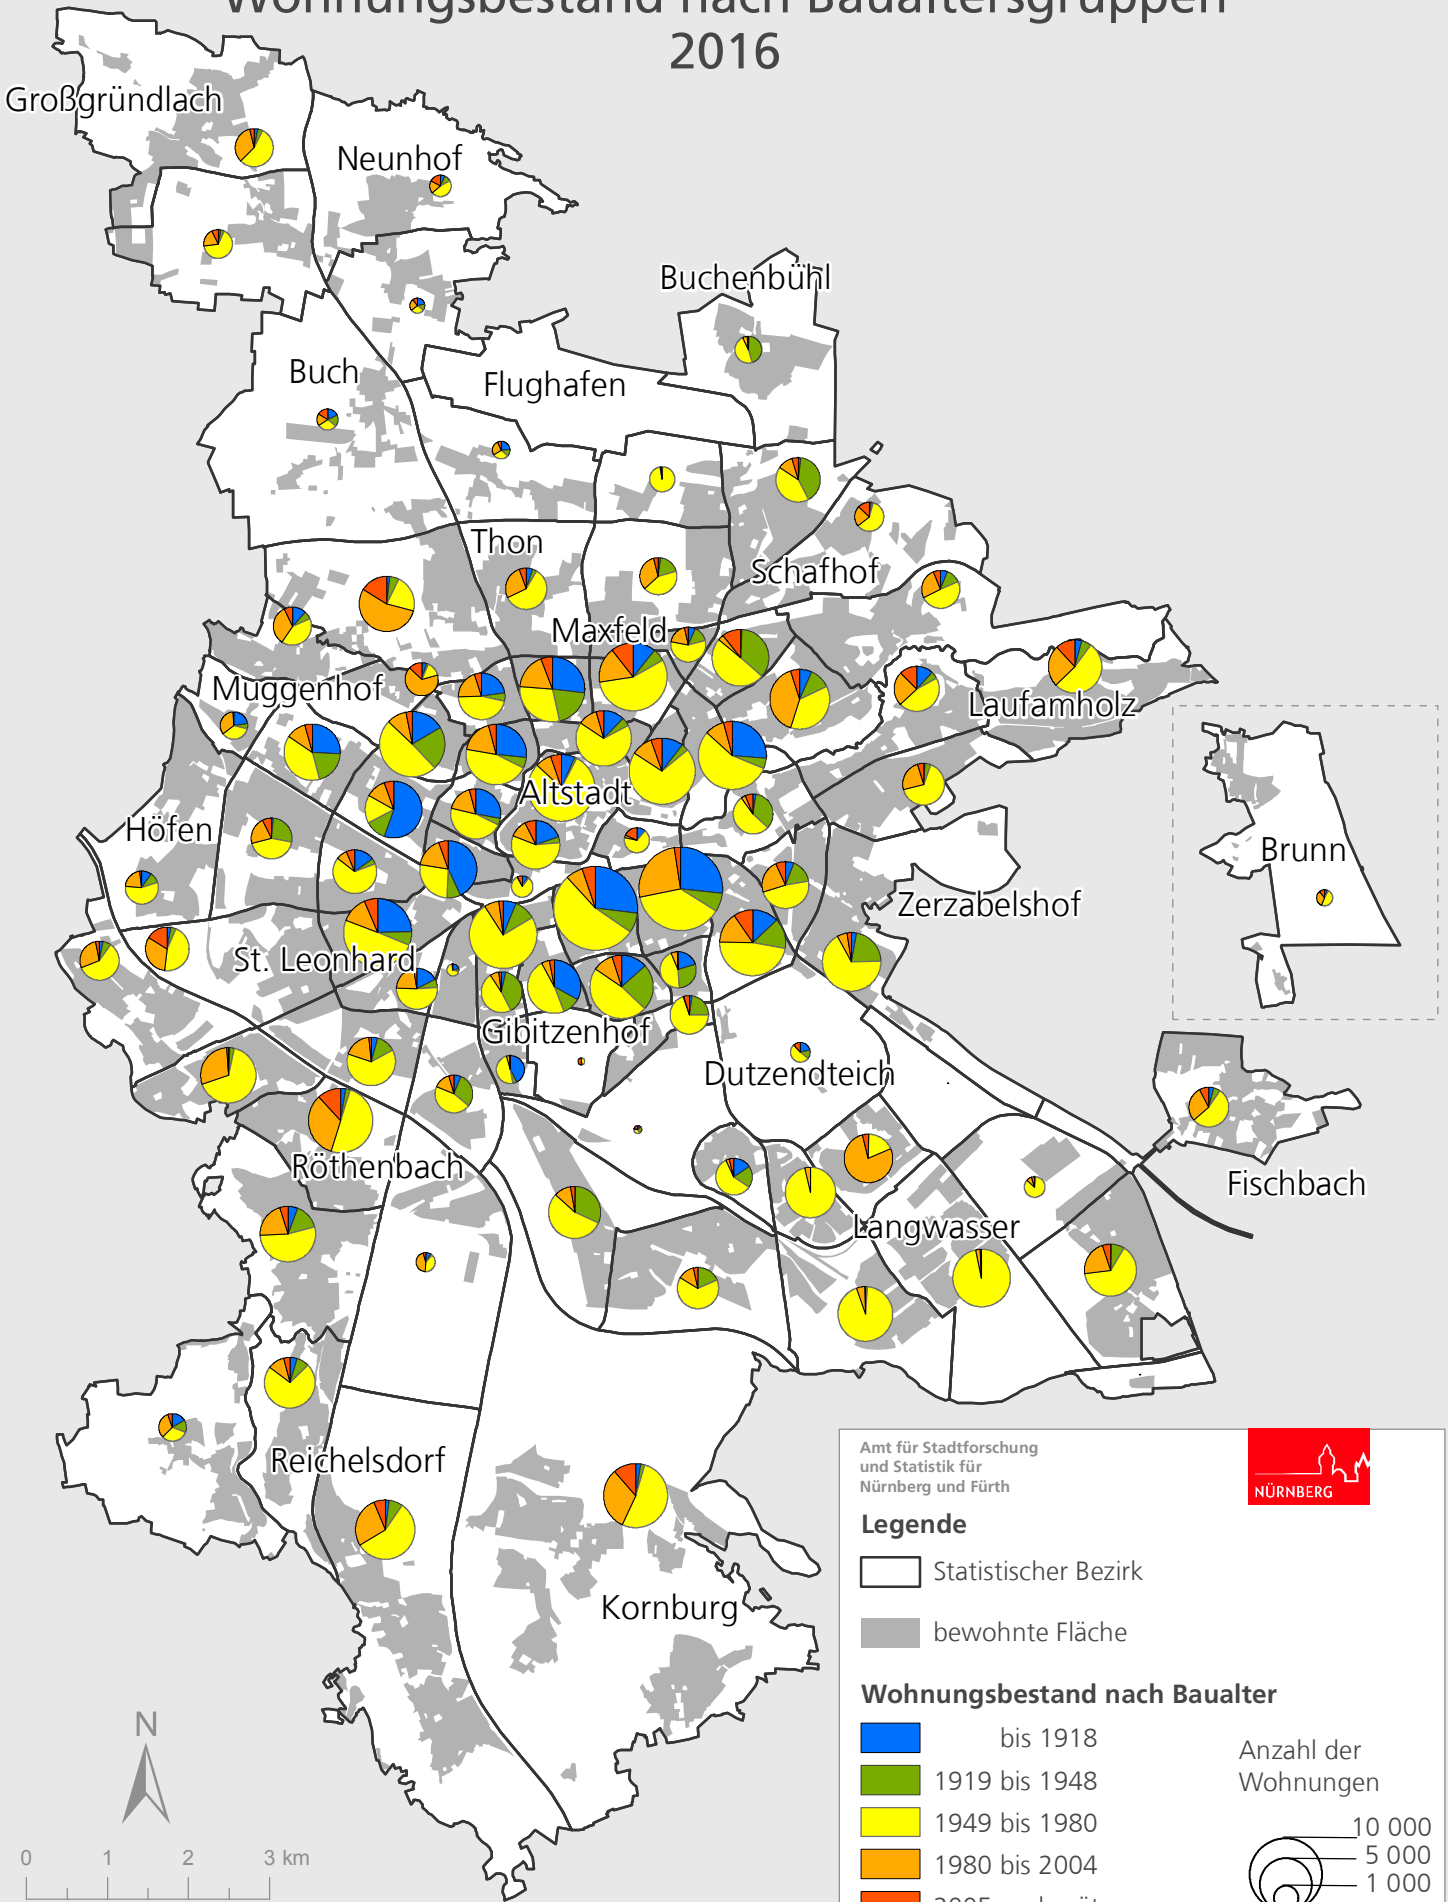 Wohnungsbestand nach Baualtersgruppen
2016
Großgründlach
Neunhof
Buchenbühl
Buch
Flughafen
Thon
Schafhof
Maxfeld
Muggenhof
Laufamholz
Altstadt
Höfen
Brunn
Zerzabelshof
St. Leonhard
Gibitzenhof
Dutzendteich
Röthenbach
Fischbach
Langwasser
Reichelsdorf
Kornburg
N
0 1 2 3 km
Amt für Stadtforschung
und Statistik für
Nürnberg und Fürth
NÜRNBERG
Legende
Statistischer Bezirk
bewohnte Fläche
Wohnungsbestand nach Baualter
bis 1918
1919 bis 1948
1949 bis 1980
1980 bis 2004
Anzahl der
Wohnungen
10 000
5 000
1 000